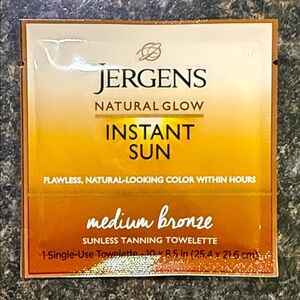 JERGENS
NATURAL GLOW
INSTANT
SUN
FLAWLESS, NATURAL-LOOKING COLOR WITHIN HOURS
medium bronze
SUNLESS TANNING TOWELETTE
1 Single-Use Towelette - 10 x 8.5 in (25.4 x 21.6 cm)